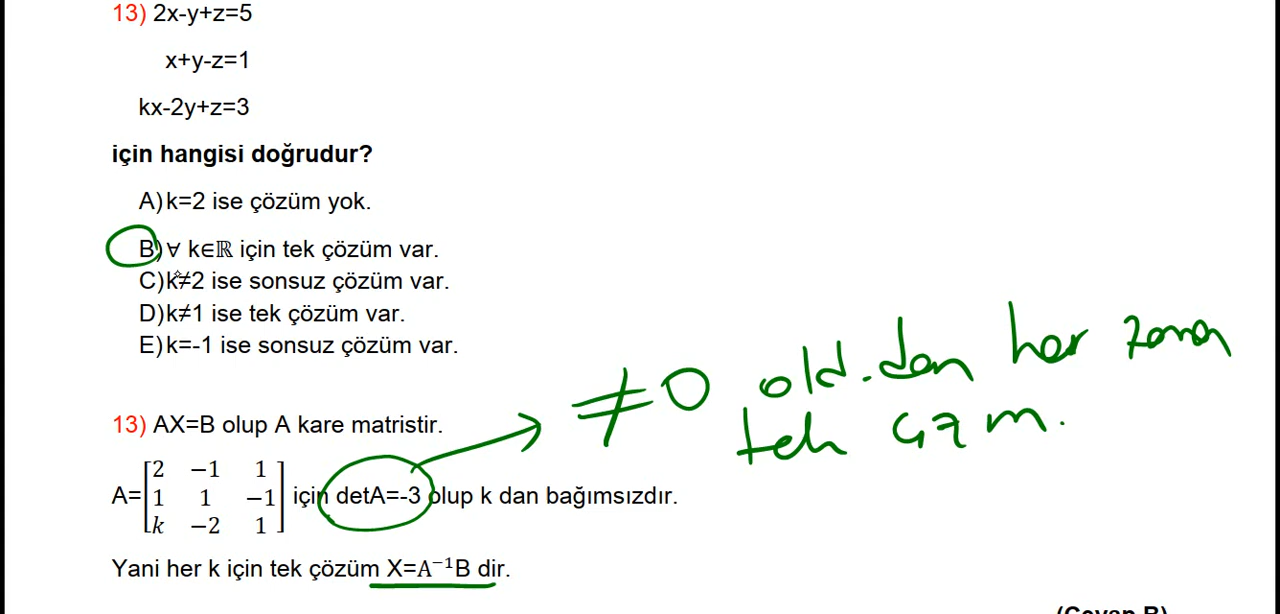 13) 2x-y+z=5
x+y-z=1
kx-2y+z=3
için hangisi doğrudur?
A) k=2 ise çözüm yok.
B) ∀ k∈ℝ için tek çözüm var.
C) k≠2 ise sonsuz çözüm var.
D) k≠1 ise tek çözüm var.
E) k=-1 ise sonsuz çözüm var.
≠0 old.dan her zaman
tek çözüm.
13) AX=B olup A kare matristir.
A=[2 -1 1
1 1 -1
k -2 1] için detA=-3 olup k dan bağımsızdır.
Yani her k için tek çözüm X=A⁻¹B dir.
(Cevap B)